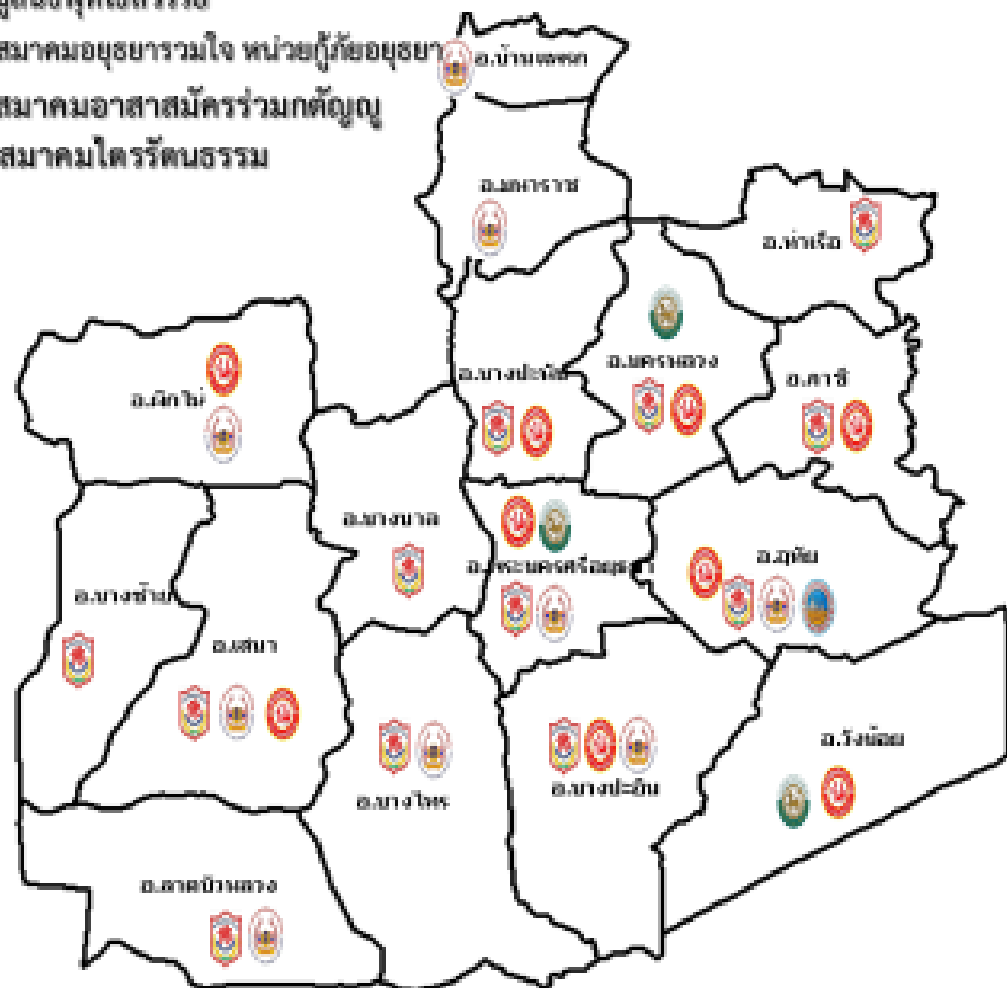 สมาคมอยุธยารวมใจ หน่วยกู้ภัยอยุธยา
สมาคมอาสาสมัครร่วมกตัญญู
สมาคมไตรรัตนธรรม
อ.บ้านแพรก
อ.มหาราช
อ.ท่าเรือ
อ.นครหลวง
อ.บางปะหัน
อ.ภาชี
อ.ผักไห่
อ.บางบาล
อ.พระนครศรีอยุธยา
อ.อุทัย
อ.บางซ้าย
อ.เสนา
อ.วังน้อย
อ.บางไทร
อ.บางปะอิน
อ.ลาดบัวหลวง